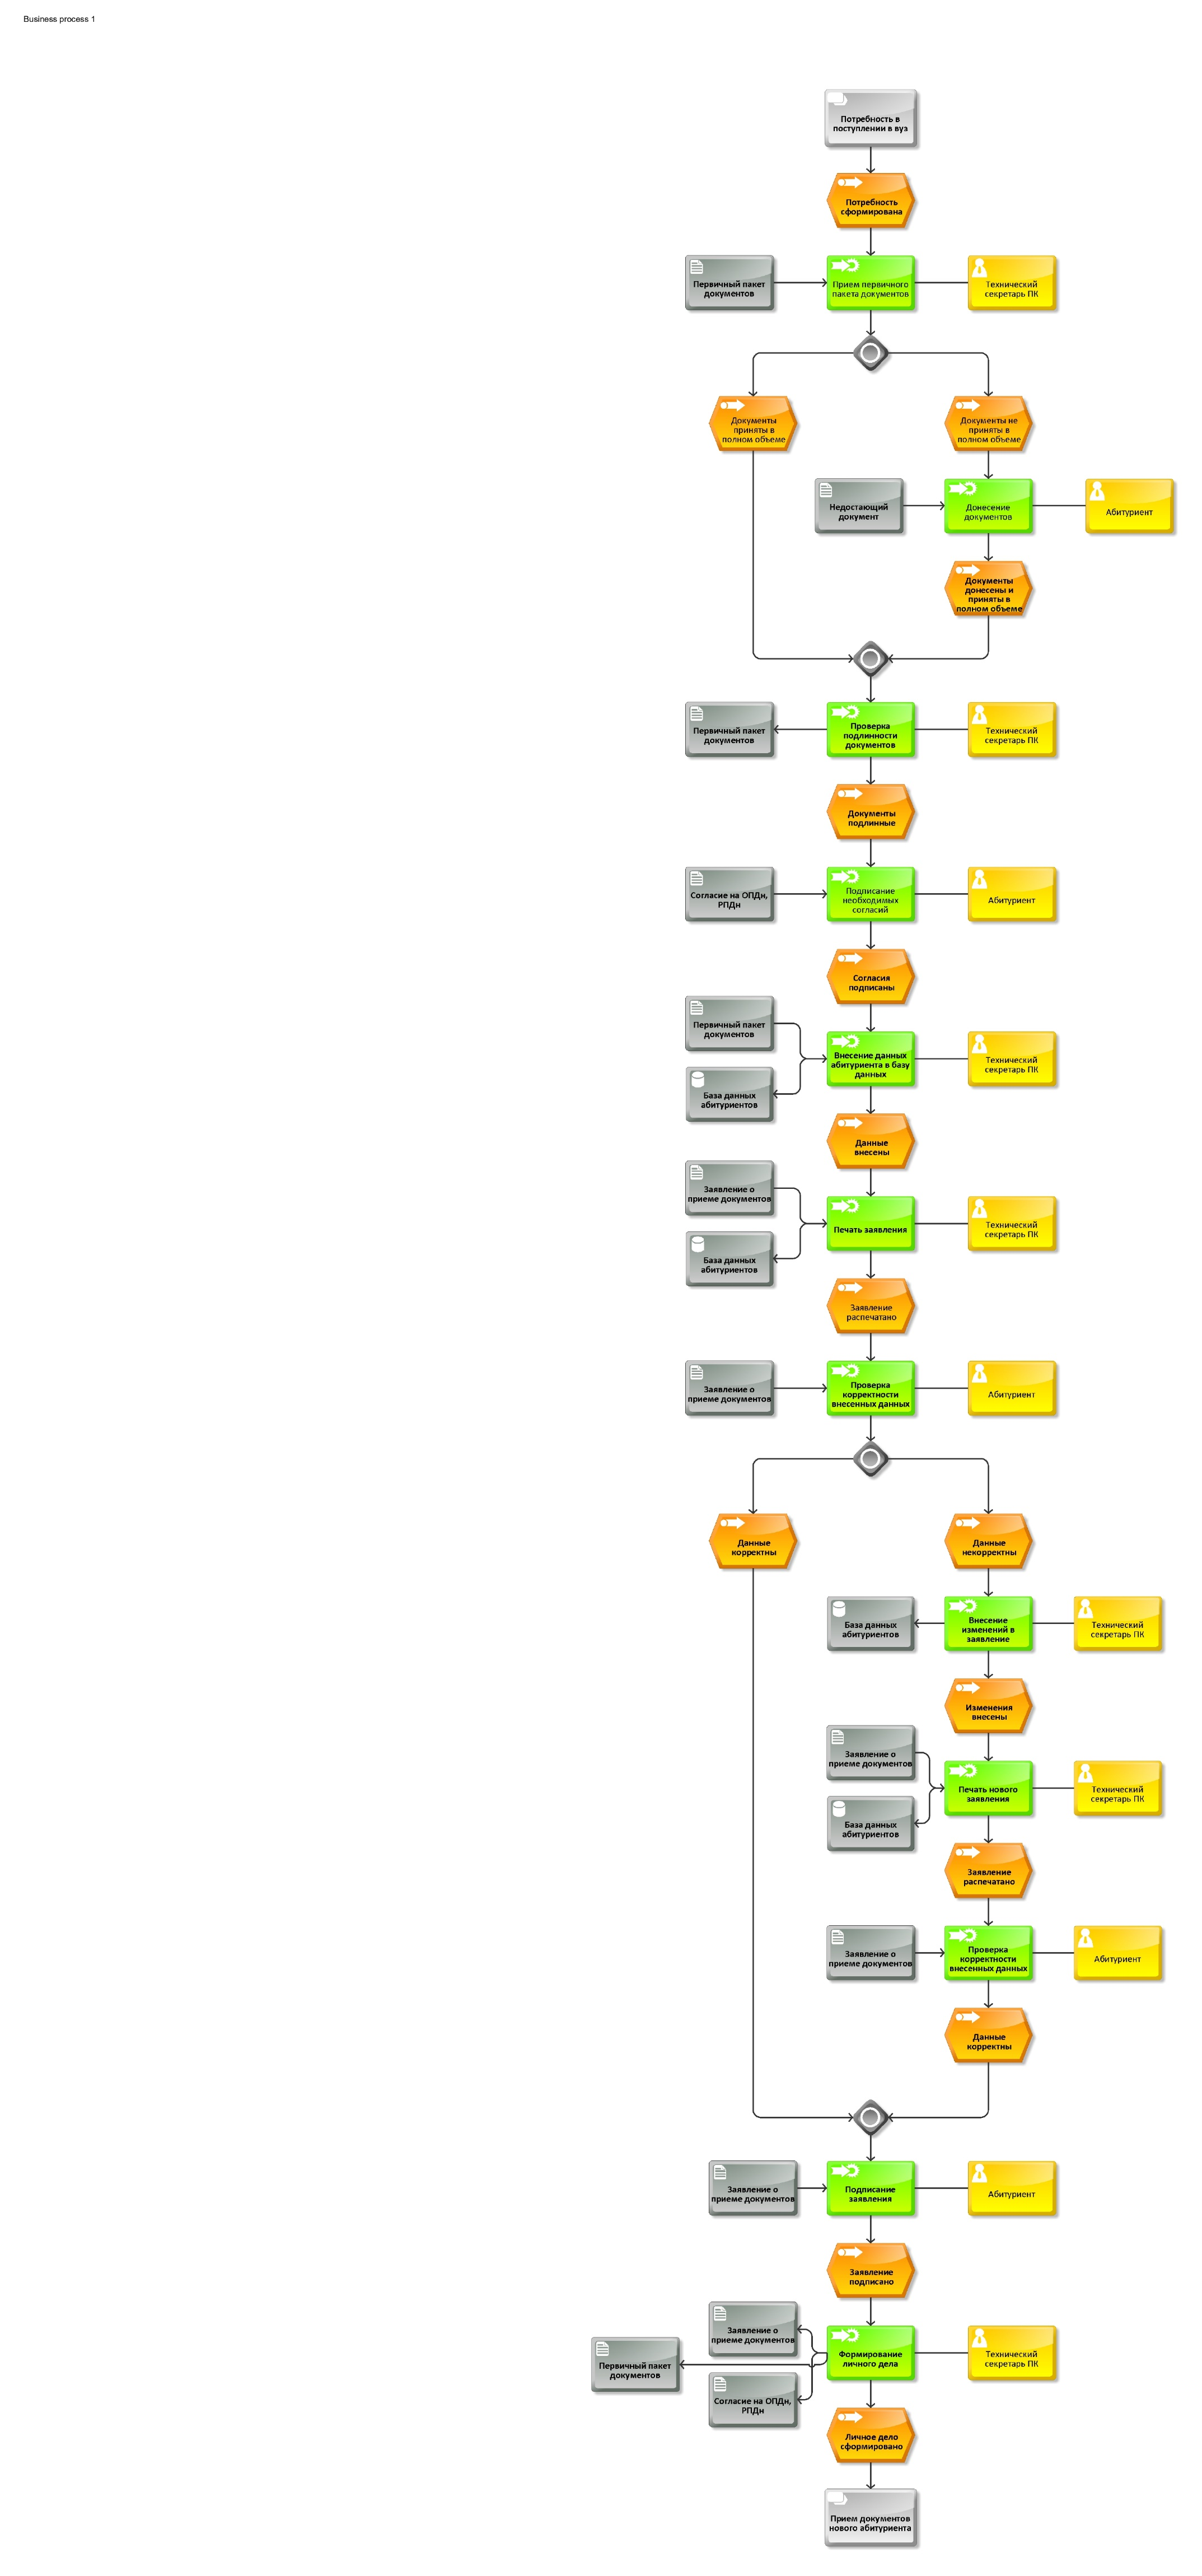 Business process 1
Потребность в
поступлении в вуз
Потребность
сформирована
Первичный пакет
документов
Прием первичного
пакета документов
Технический
секретарь ПК
Документы
приняты в
полном объеме
Документы не
приняты в
полном объеме
Недостающий
документ
Донесение
документов
Абитуриент
Документы
донесены и
приняты в
полном объеме
Первичный пакет
документов
Проверка
подлинности
документов
Технический
секретарь ПК
Документы
подлинные
Согласие на ОПДн,
РПДн
Подписание
необходимых
согласий
Абитуриент
Согласия
подписаны
Первичный пакет
документов
База данных
абитуриентов
Внесение данных
абитуриента в базу
данных
Технический
секретарь ПК
Данные
внесены
Заявление о
приеме документов
База данных
абитуриентов
Печать заявления
Технический
секретарь ПК
Заявление
распечатано
Заявление о
приеме документов
Проверка
корректности
внесенных данных
Абитуриент
Данные
корректны
Данные
некорректны
База данных
абитуриентов
Внесение
изменений в
заявление
Технический
секретарь ПК
Изменения
внесены
Заявление о
приеме документов
База данных
абитуриентов
Печать нового
заявления
Технический
секретарь ПК
Заявление
распечатано
Заявление о
приеме документов
Проверка
корректности
внесенных данных
Абитуриент
Данные
корректны
Заявление о
приеме документов
Подписание
заявления
Абитуриент
Заявление
подписано
Заявление о
приеме документов
Первичный пакет
документов
Согласие на ОПДн,
РПДн
Формирование
личного дела
Технический
секретарь ПК
Личное дело
сформировано
Прием документов
нового абитуриента